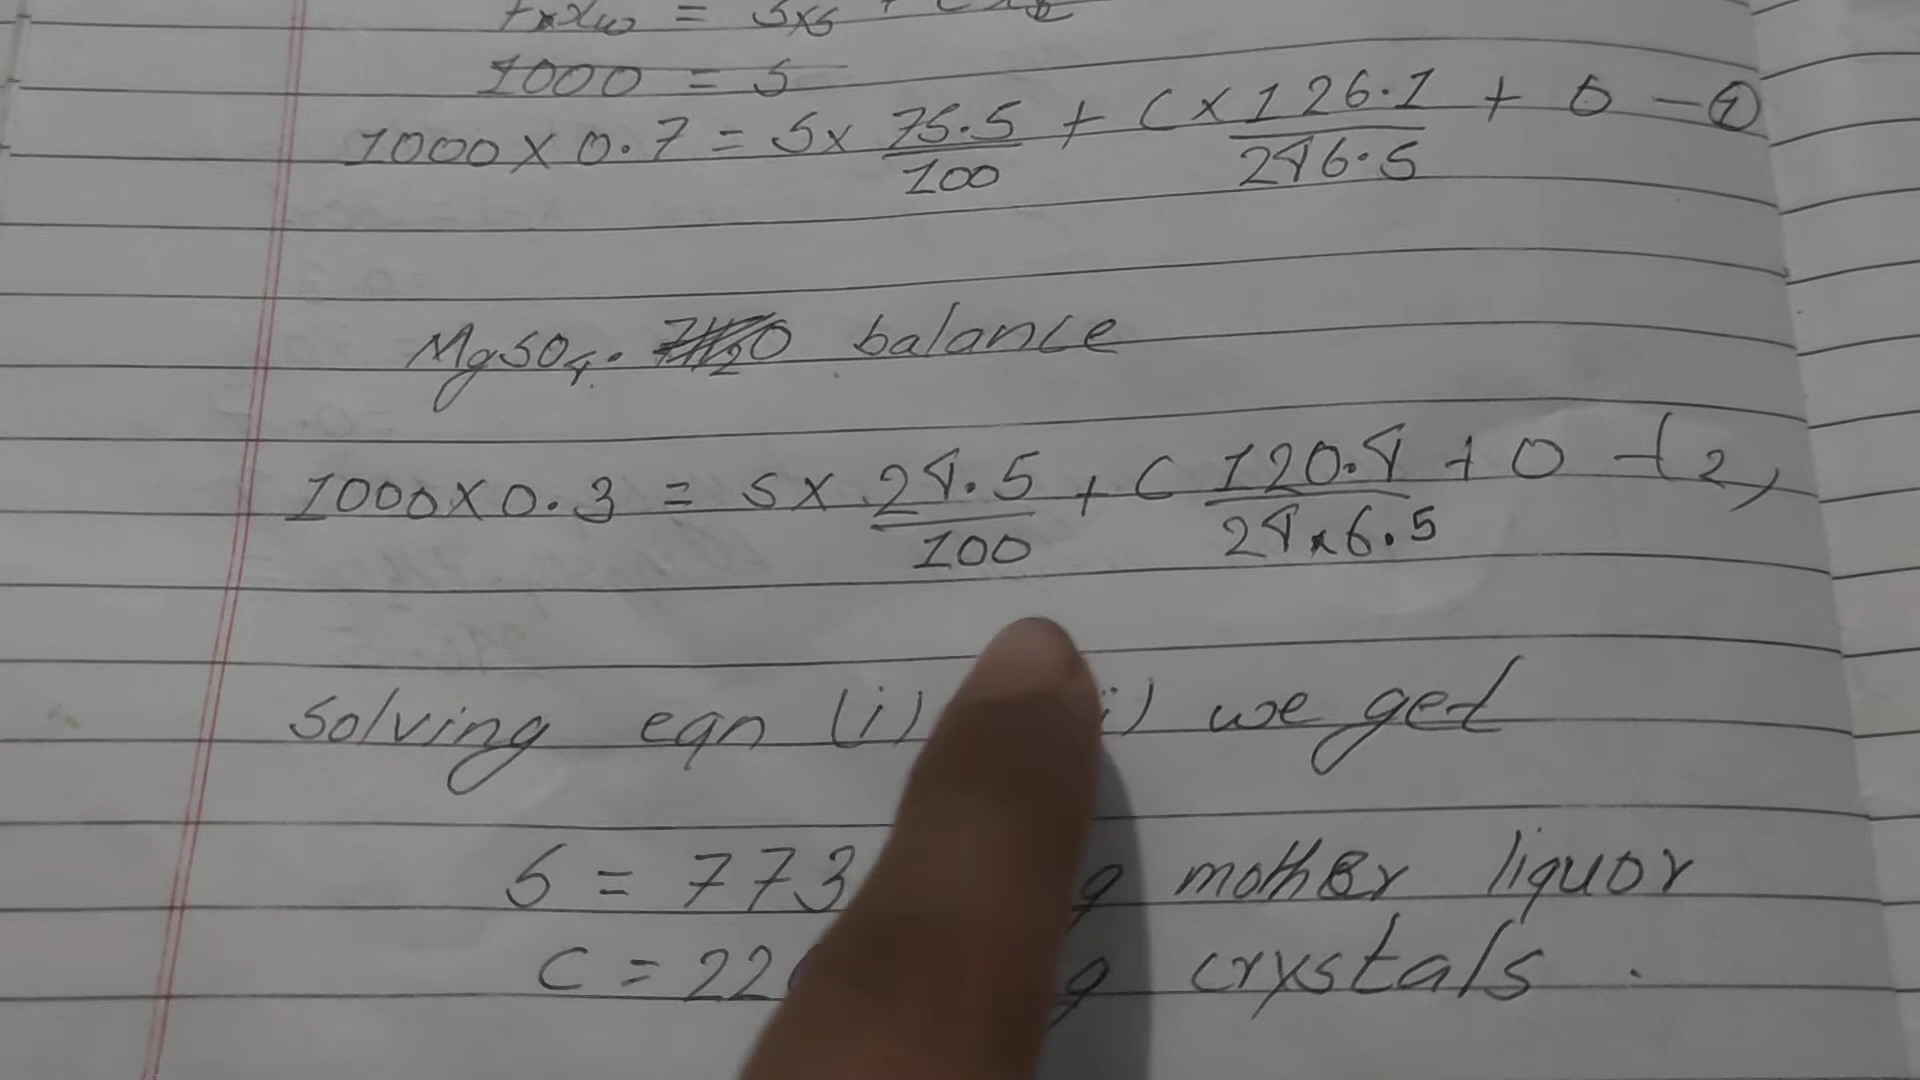 1000 = S
1000 x 0.7 = S x 75.5/100 + C x 126.1/246.5 + 0 - ①
MgSO4. balance
1000 x 0.3 = S x 24.5/100 + C 120.4/24x6.5 + 0 - (2)
Solving eqn (i) we get
S = 773 g mother liquor
C = 22 g crystals.